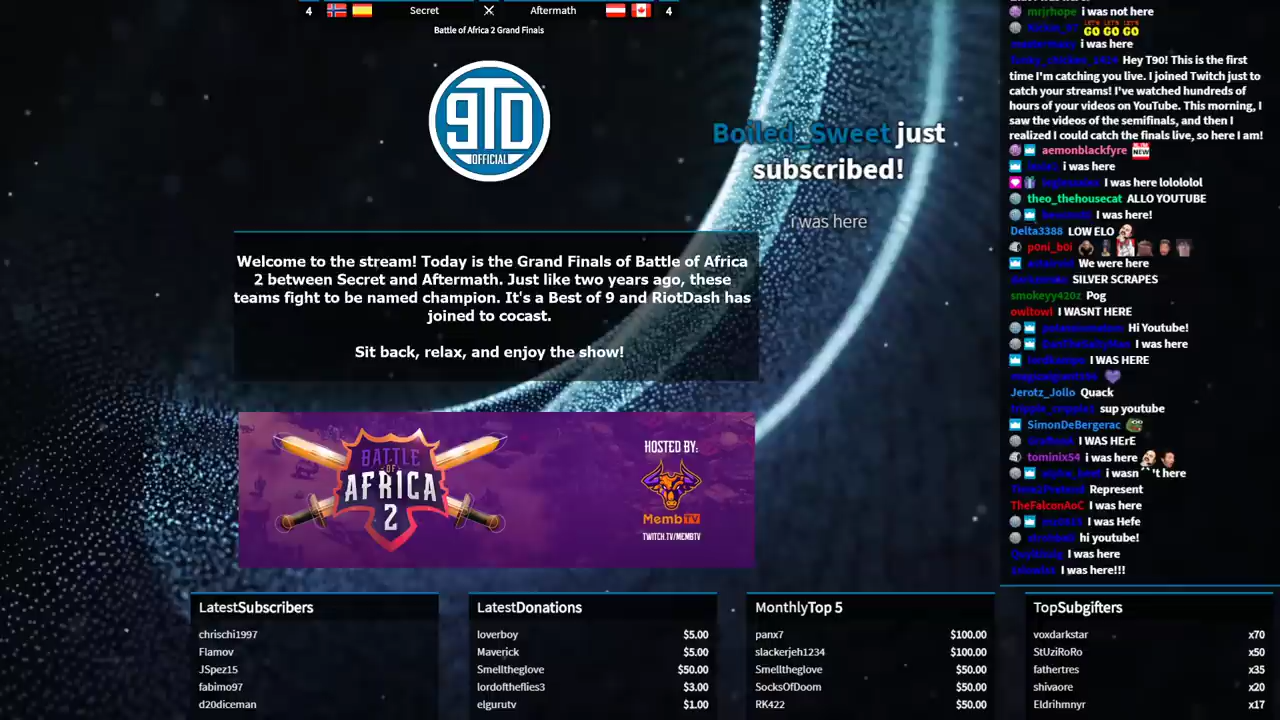 4 Secret Aftermath 4
Battle of Africa 2 Grand Finals
T90
OFFICIAL
Boiled_Sweet just
subscribed!
i was here
Welcome to the stream! Today is the Grand Finals of Battle of Africa
2 between Secret and Aftermath. Just like two years ago, these
teams fight to be named champion. It's a Best of 9 and RiotDash has
joined to cocast.
Sit back, relax, and enjoy the show!
BATTLE
OF
AFRICA
2
HOSTED BY:
MembTV
TWITCH.TV/MEMBTV
LatestSubscribers
chrischi1997
Flamov
JSpez15
fabimo97
d20diceman
LatestDonations
loverboy $5.00
Maverick $5.00
Smelltheglove $50.00
lordoftheflies3 $3.00
elgurutv $1.00
MonthlyTop 5
panx7 $100.00
slackerjeh1234 $100.00
Smelltheglove $50.00
SocksOfDoom $50.00
RK422 $50.00
TopSubgifters
voxdarkstar x70
StUziRoRo x50
fathertres x35
shivaore x20
Eldrihmnyr x17
mrjrhope i was not here
GO GO GO
i was here
Hey T90! This is the first
time I'm catching you live. I joined Twitch just to
catch your streams! I've watched hundreds of
hours of your videos on YouTube. This morning, I
saw the videos of the semifinals, and then I
realized I could catch the finals live, so here I am!
aemonblackfyre NEW
i was here
I was here lolololol
theo_thehousecat ALLO YOUTUBE
I was here!
Delta3388 LOW ELO
p0ni_b0i
We were here
SILVER SCRAPES
smokeyy420z Pog
owltowl I WASNT HERE
Hi Youtube!
I was here
I WAS HERE
Jerotz_Jollo Quack
sup youtube
SimonDeBergerac
I WAS HErE
tominix54 i was here
i wasn't here
Represent
TheFalconAoC I was here
I was Hefe
hi youtube!
I was here
I was here!!!